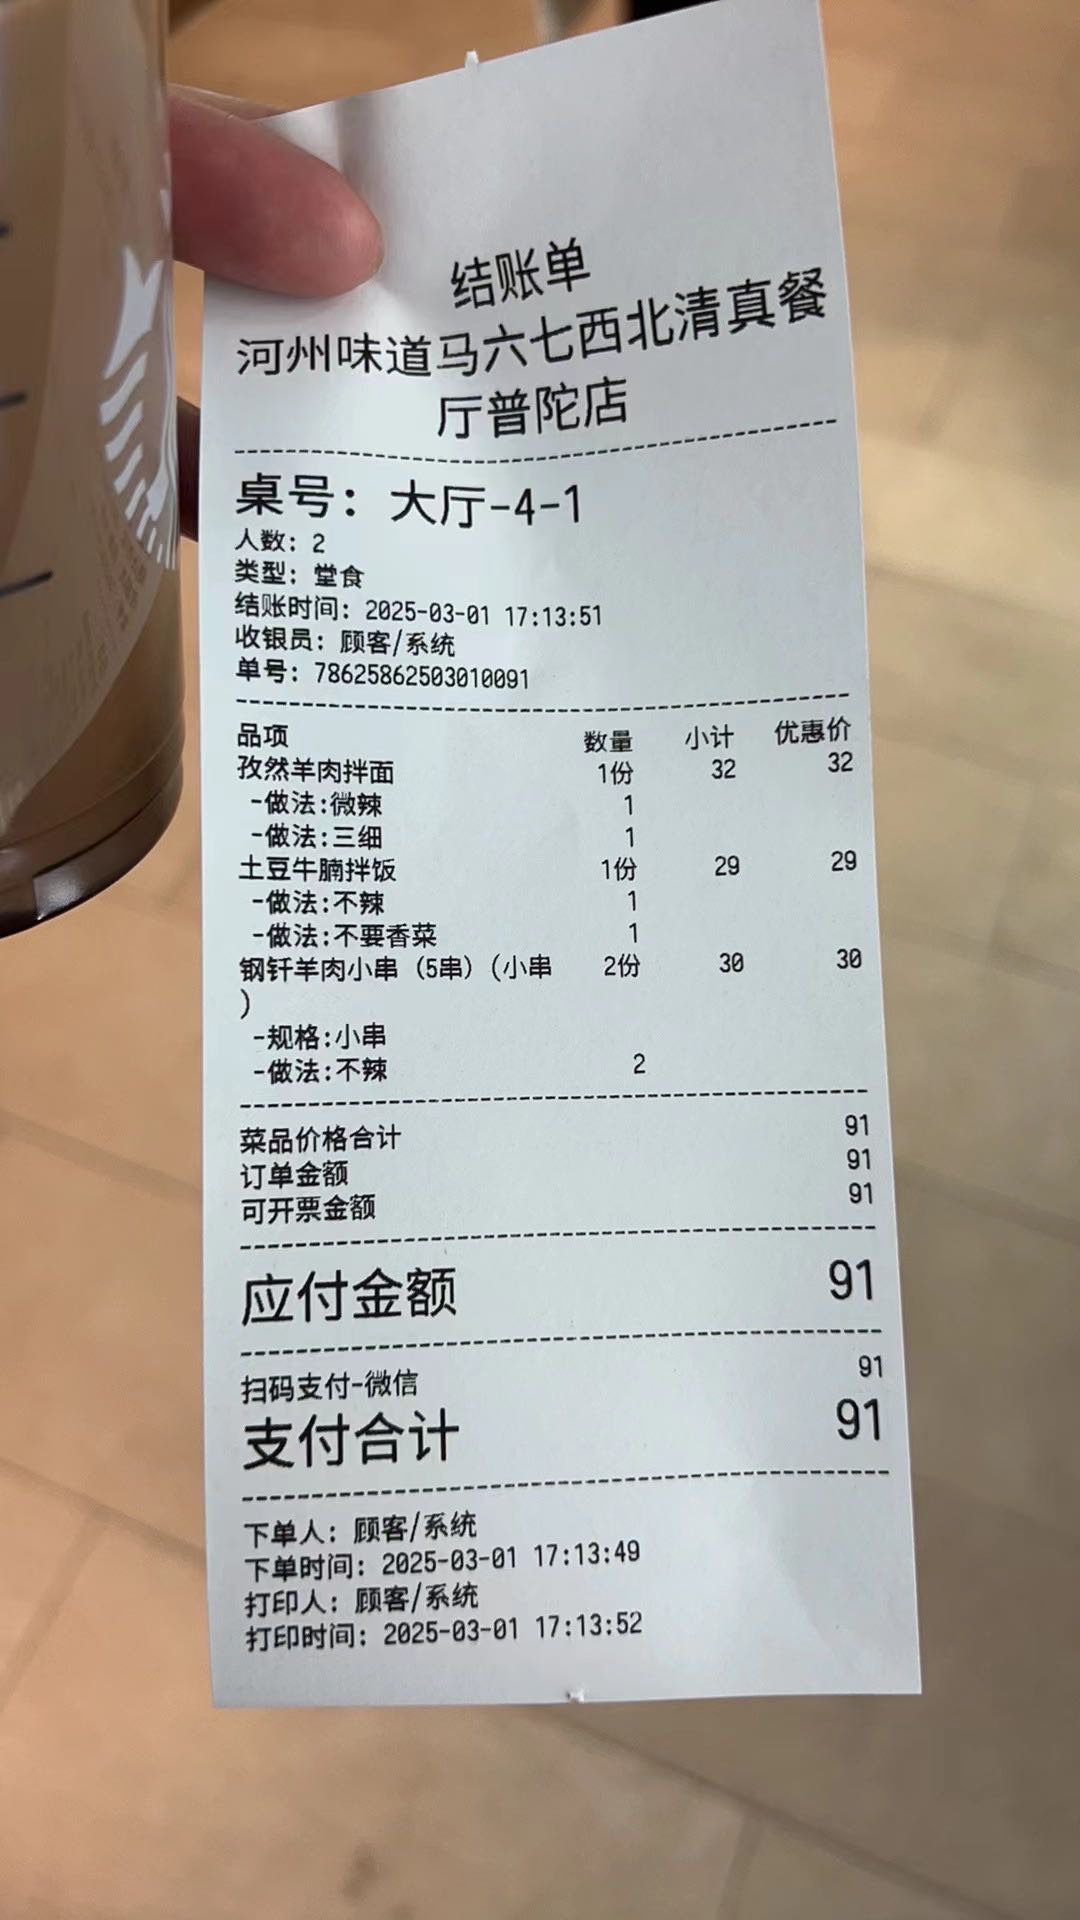 结账单
河州味道马六七西北清真餐
厅普陀店
桌号：大厅-4-1
人数：2
类型：堂食
结账时间：2025-03-01 17:13:51
收银员：顾客/系统
单号：78625862503010091
品项 数量 小计 优惠价
孜然羊肉拌面 1份 32 32
-做法:微辣 1
-做法:三细 1
土豆牛腩拌饭 1份 29 29
-做法:不辣 1
-做法:不要香菜 1
钢钎羊肉小串（5串）(小串 2份 30 30
)
-规格:小串
-做法:不辣 2
菜品价格合计 91
订单金额 91
可开票金额 91
应付金额 91
扫码支付-微信 91
支付合计 91
下单人：顾客/系统
下单时间：2025-03-01 17:13:49
打印人：顾客/系统
打印时间：2025-03-01 17:13:52